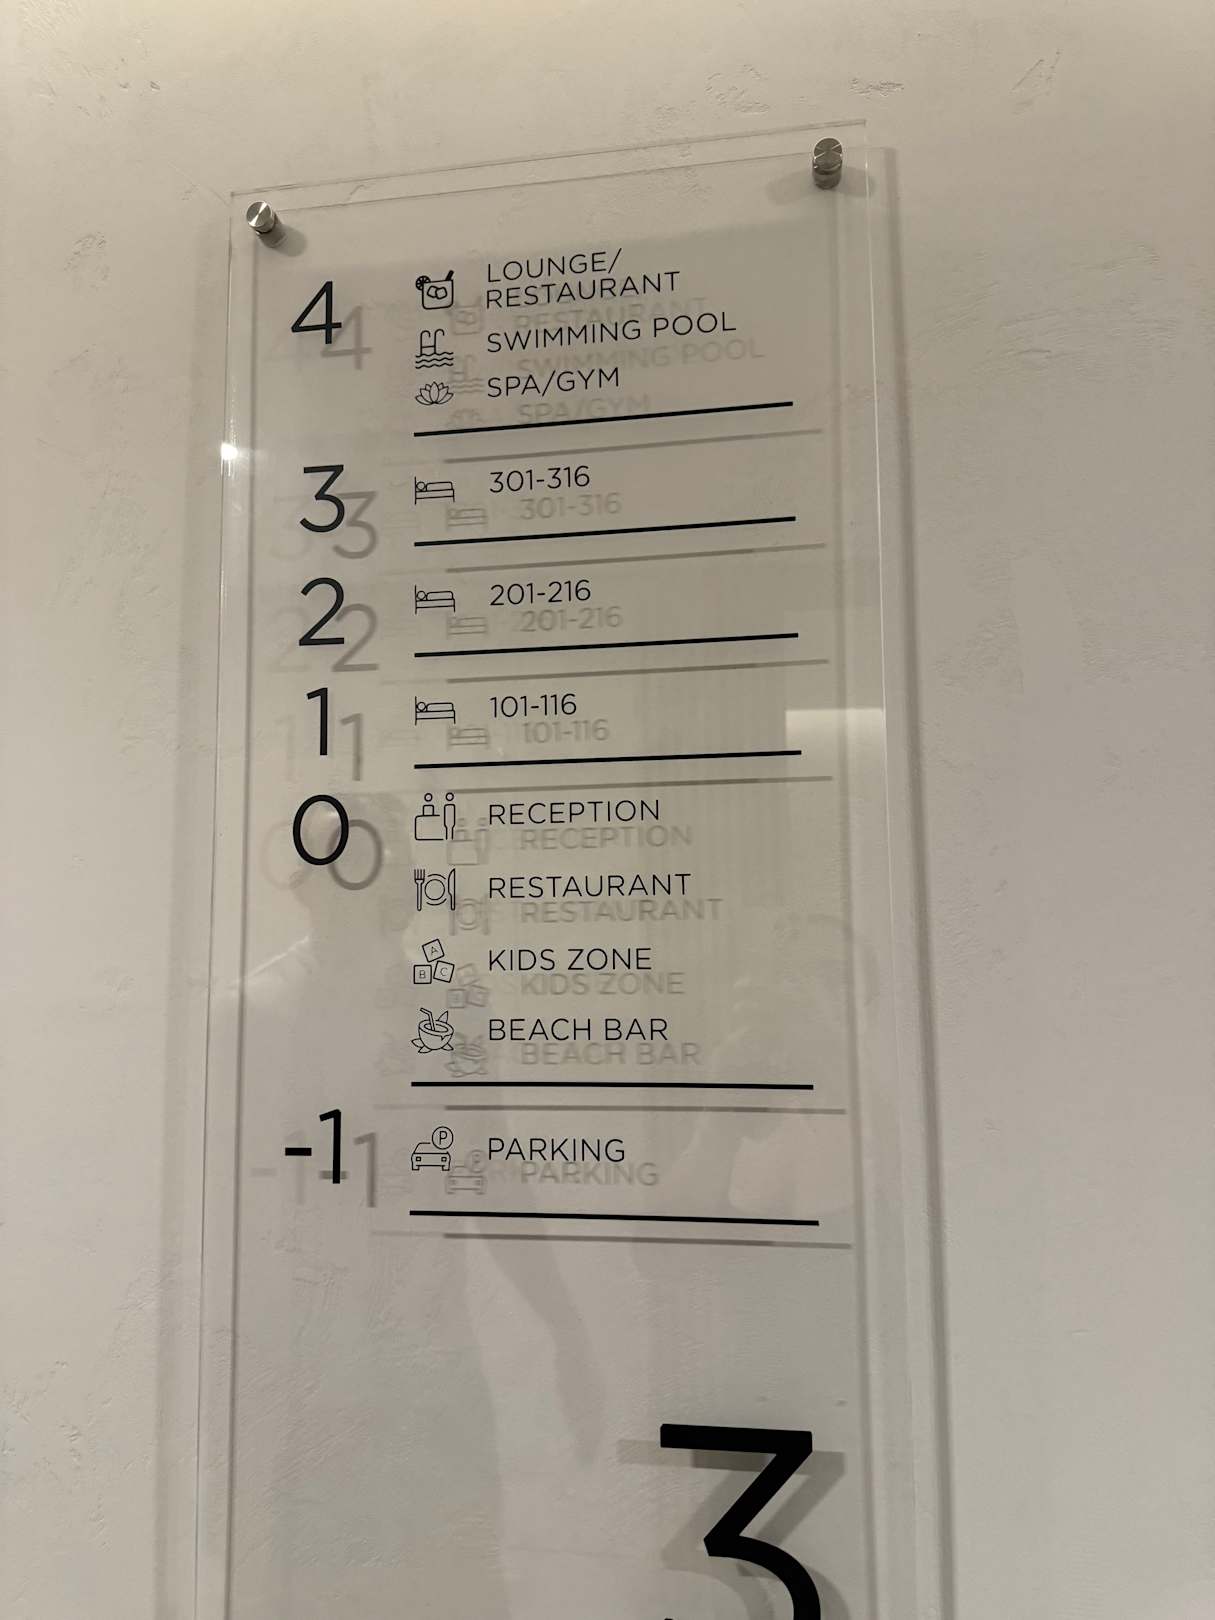 4
LOUNGE/
RESTAURANT
SWIMMING POOL
SPA/GYM
3
301-316
2
201-216
1
101-116
0
RECEPTION
RESTAURANT
A
B C
KIDS ZONE
BEACH BAR
-1
P
PARKING
3